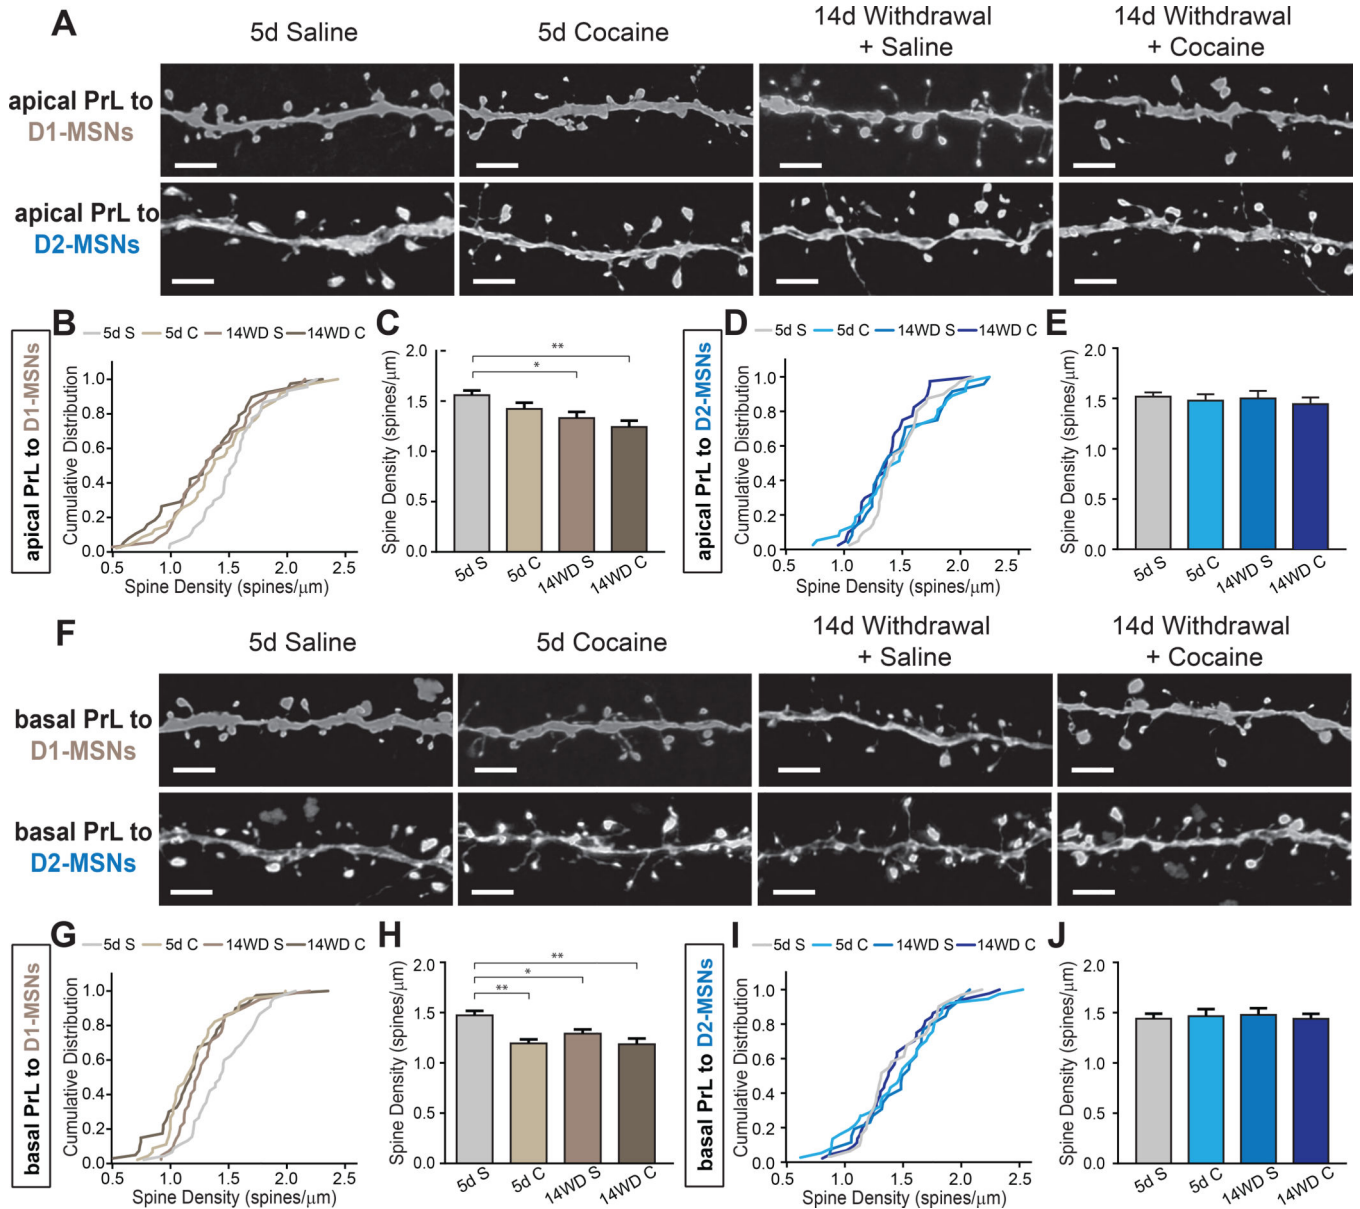 A
5d Saline
5d Cocaine
14d Withdrawal
+ Saline
14d Withdrawal
+ Cocaine
apical PrL to
D1-MSNs
apical PrL to
D2-MSNs
apical PrL to D1-MSNs
B
5d S 5d C 14WD S 14WD C
Cumulative Distribution
1.0
0.8
0.6
0.4
0.2
0.0
0.5 1.0 1.5 2.0 2.5
Spine Density (spines/μm)
C
Spine Density (spines/μm)
2.0
1.5
1.0
0.5
0.0
**
*
5d S 5d C 14WD S 14WD C
apical PrL to D2-MSNs
D
5d S 5d C 14WD S 14WD C
Cumulative Distribution
1.0
0.8
0.6
0.4
0.2
0.0
0.5 1.0 1.5 2.0 2.5
Spine Density (spines/μm)
E
Spine Density (spines/μm)
2.0
1.5
1.0
0.5
0.0
5d S 5d C 14WD S 14WD C
F
5d Saline
5d Cocaine
14d Withdrawal
+ Saline
14d Withdrawal
+ Cocaine
basal PrL to
D1-MSNs
basal PrL to
D2-MSNs
basal PrL to D1-MSNs
G
5d S 5d C 14WD S 14WD C
Cumulative Distribution
1.0
0.8
0.6
0.4
0.2
0.0
0.5 1.0 1.5 2.0 2.5
Spine Density (spines/μm)
H
Spine Density (spines/μm)
2.0
1.5
1.0
0.5
0.0
**
*
**
5d S 5d C 14WD S 14WD C
basal PrL to D2-MSNs
I
5d S 5d C 14WD S 14WD C
Cumulative Distribution
1.0
0.8
0.6
0.4
0.2
0.0
0.5 1.0 1.5 2.0 2.5
Spine Density (spines/μm)
J
Spine Density (spines/μm)
2.0
1.5
1.0
0.5
0.0
5d S 5d C 14WD S 14WD C